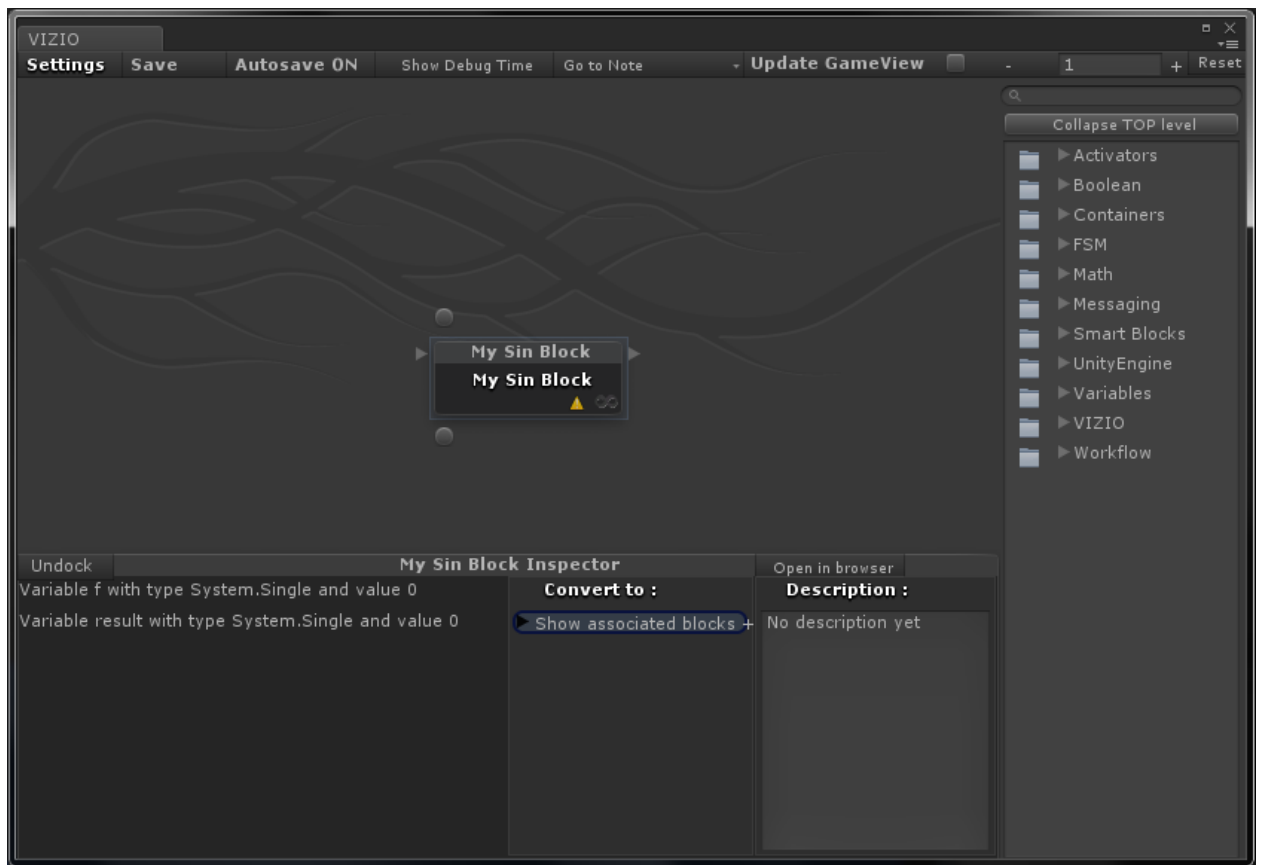 VIZIO
Settings Save Autosave ON Show Debug Time Go to Note Update GameView - 1 + Reset
Collapse TOP level
Activators
Boolean
Containers
FSM
Math
Messaging
Smart Blocks
UnityEngine
Variables
VIZIO
Workflow
My Sin Block
My Sin Block
Undock My Sin Block Inspector Open in browser
Variable f with type System.Single and value 0
Variable result with type System.Single and value 0
Convert to :
Show associated blocks +
Description :
No description yet